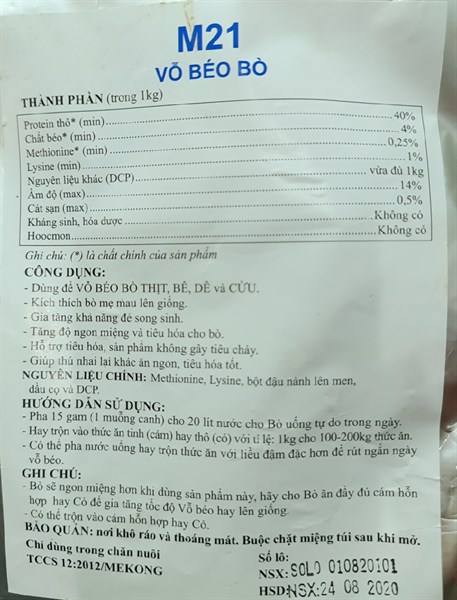 M21
VỖ BÉO BÒ
THÀNH PHẦN (trong 1kg)
Protein thô* (min)...........40%
Chất béo* (min)...........4%
Methionine* (min)...........0,25%
Lysine (min)...........1%
Nguyên liệu khác (DCP)...........vừa đủ 1kg
Ẩm độ (max)...........14%
Cát sạn (max)...........0,5%
Kháng sinh, hóa dược...........Không có
Hoocmon...........Không có
Ghi chú: (*) là chất chính của sản phẩm
CÔNG DỤNG:
- Dùng để VỖ BÉO BÒ THỊT, BÊ, DÊ và CỪU.
- Kích thích bò mẹ mau lên giống.
- Gia tăng khả năng đẻ song sinh.
- Tăng độ ngon miệng và tiêu hóa cho bò.
- Hỗ trợ tiêu hóa, sản phẩm không gây tiêu chảy.
- Giúp thú nhai lại khác ăn ngon, tiêu hóa tốt.
NGUYÊN LIỆU CHÍNH: Methionine, Lysine, bột đậu nành lên men,
dầu cọ và DCP.
HƯỚNG DẪN SỬ DỤNG:
- Pha 15 gam (1 muỗng canh) cho 20 lít nước cho Bò uống tự do trong ngày.
- Hay trộn vào thức ăn tinh (cám) hay thô (cỏ) với tỉ lệ: 1kg cho 100-200kg thức ăn.
- Có thể pha nước uống hay trộn thức ăn với liều đậm đặc hơn để rút ngắn ngày
vỗ béo.
GHI CHÚ:
- Bò sẽ ngon miệng hơn khi dùng sản phẩm này, hãy cho Bò ăn đầy đủ cám hỗn
hợp hay Cỏ để gia tăng tốc độ Vỗ béo hay lên giống.
- Có thể trộn vào cám hỗn hợp hay Cỏ.
BẢO QUẢN: nơi khô ráo và thoáng mát. Buộc chặt miệng túi sau khi mở.
Chỉ dùng trong chăn nuôi
TCCS 12:2012/MEKONG
Số lô:
NSX: SOLO 010820101
HSD: NSX:24 08 2020